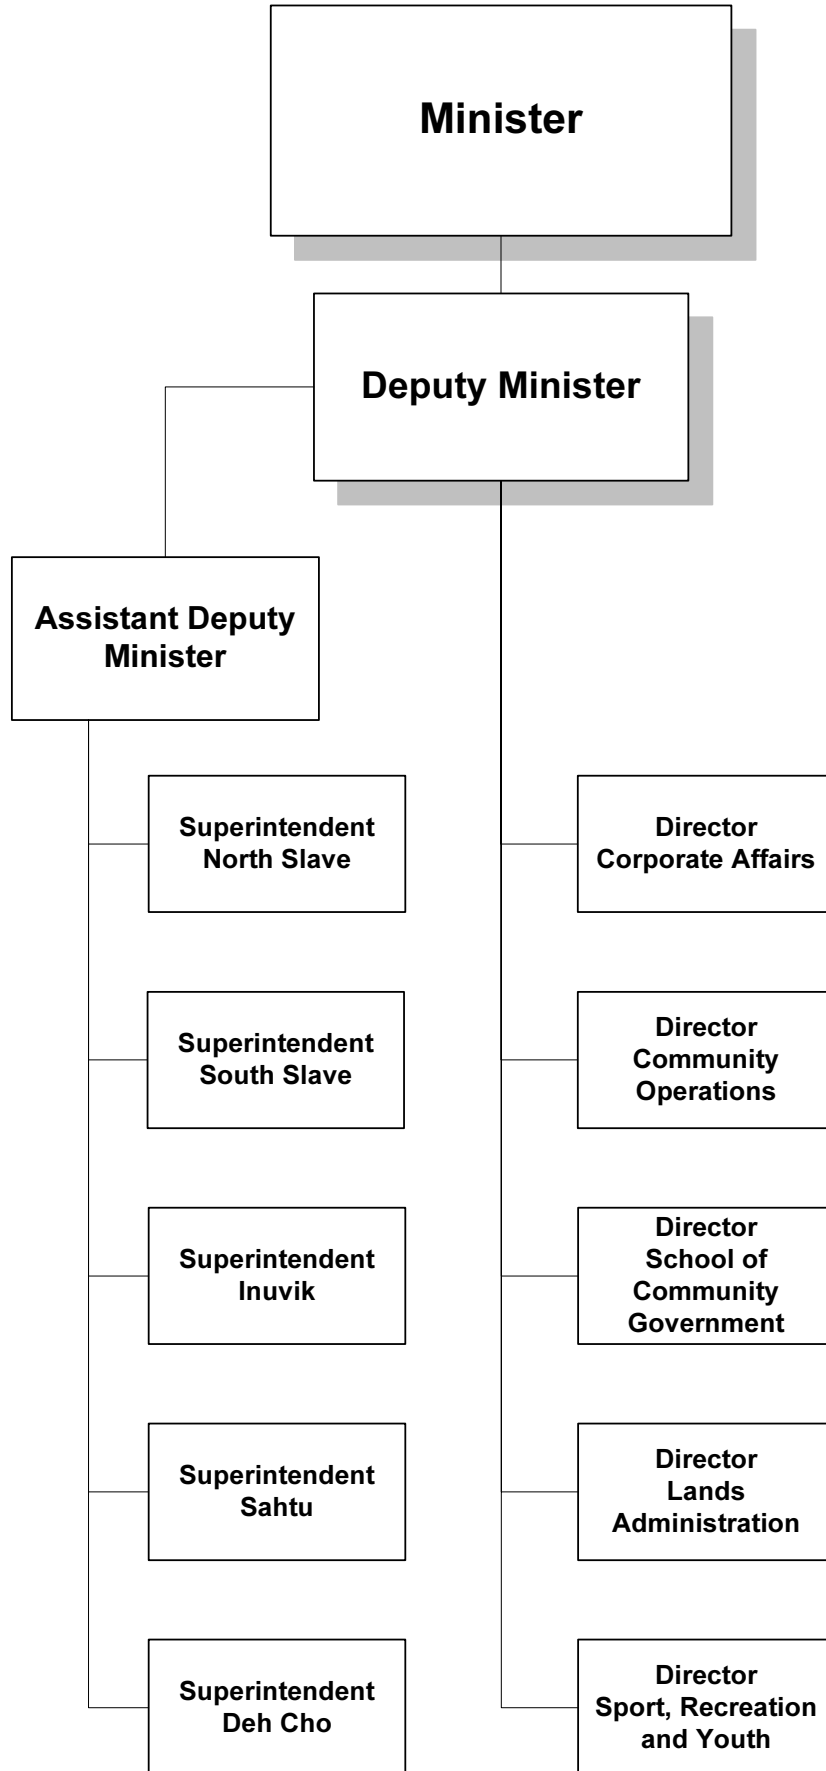 Minister
Deputy Minister
Assistant Deputy
Minister
Superintendent
North Slave
Director
Corporate Affairs
Superintendent
South Slave
Director
Community
Operations
Superintendent
Inuvik
Director
School of
Community
Government
Superintendent
Sahtu
Director
Lands
Administration
Superintendent
Deh Cho
Director
Sport, Recreation
and Youth